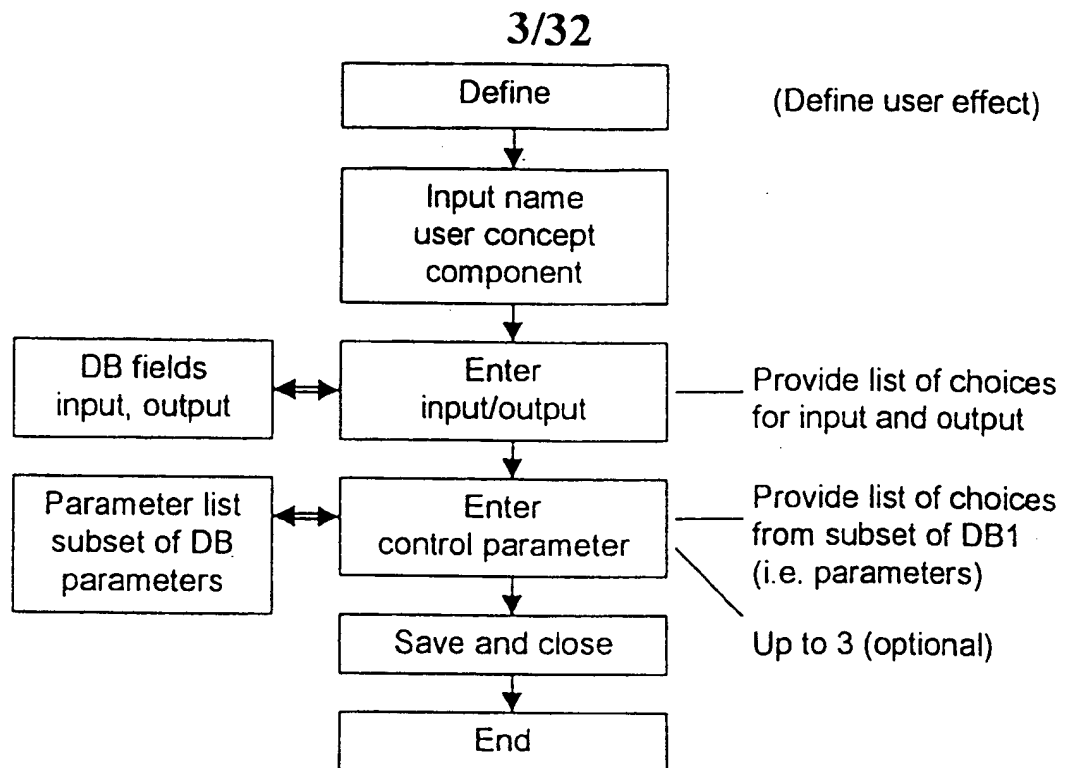 3/32
Define
(Define user effect)
Input name
user concept
component
DB fields
input, output
Enter
input/output
Provide list of choices
for input and output
Parameter list
subset of DB
parameters
Enter
control parameter
Provide list of choices
from subset of DB1
(i.e. parameters)
Up to 3 (optional)
Save and close
End